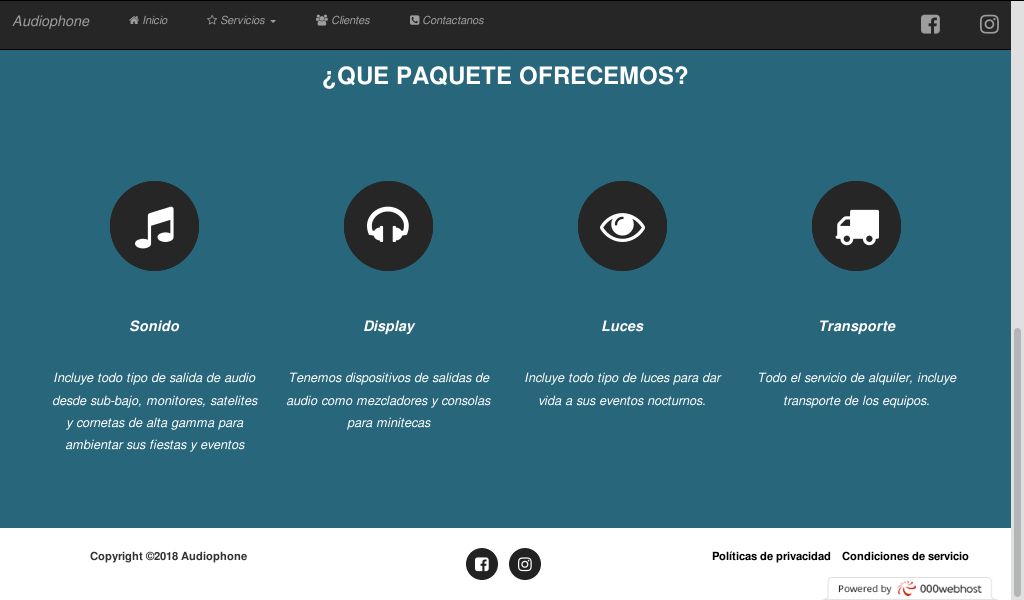 Audiophone Inicio Servicios Clientes Contactanos
¿QUE PAQUETE OFRECEMOS?
Sonido
Incluye todo tipo de salida de audio
desde sub-bajo, monitores, satelites
y cornetas de alta gamma para
ambientar sus fiestas y eventos
Display
Tenemos dispositivos de salidas de
audio como mezcladores y consolas
para minitecas
Luces
Incluye todo tipo de luces para dar
vida a sus eventos nocturnos.
Transporte
Todo el servicio de alquiler, incluye
transporte de los equipos.
Copyright ©2018 Audiophone
Políticas de privacidad Condiciones de servicio
Powered by 000webhost